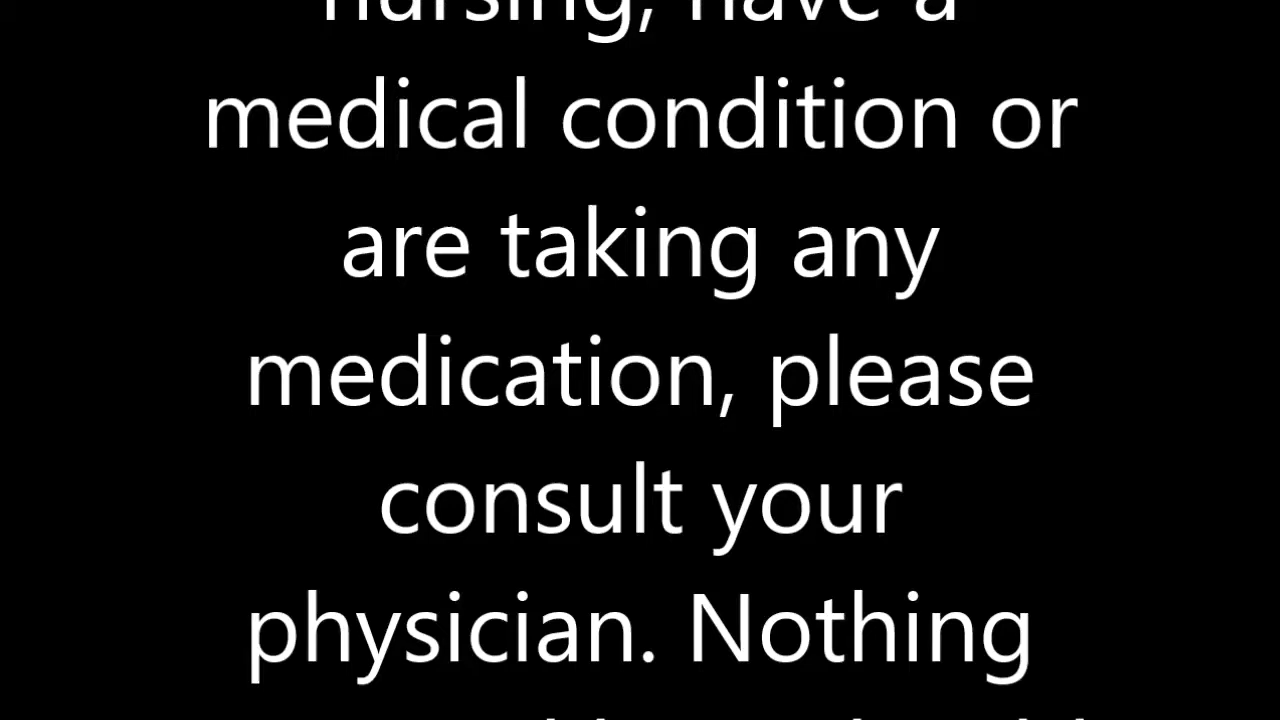 nursing, have a
medical condition or
are taking any
medication, please
consult your
physician. Nothing